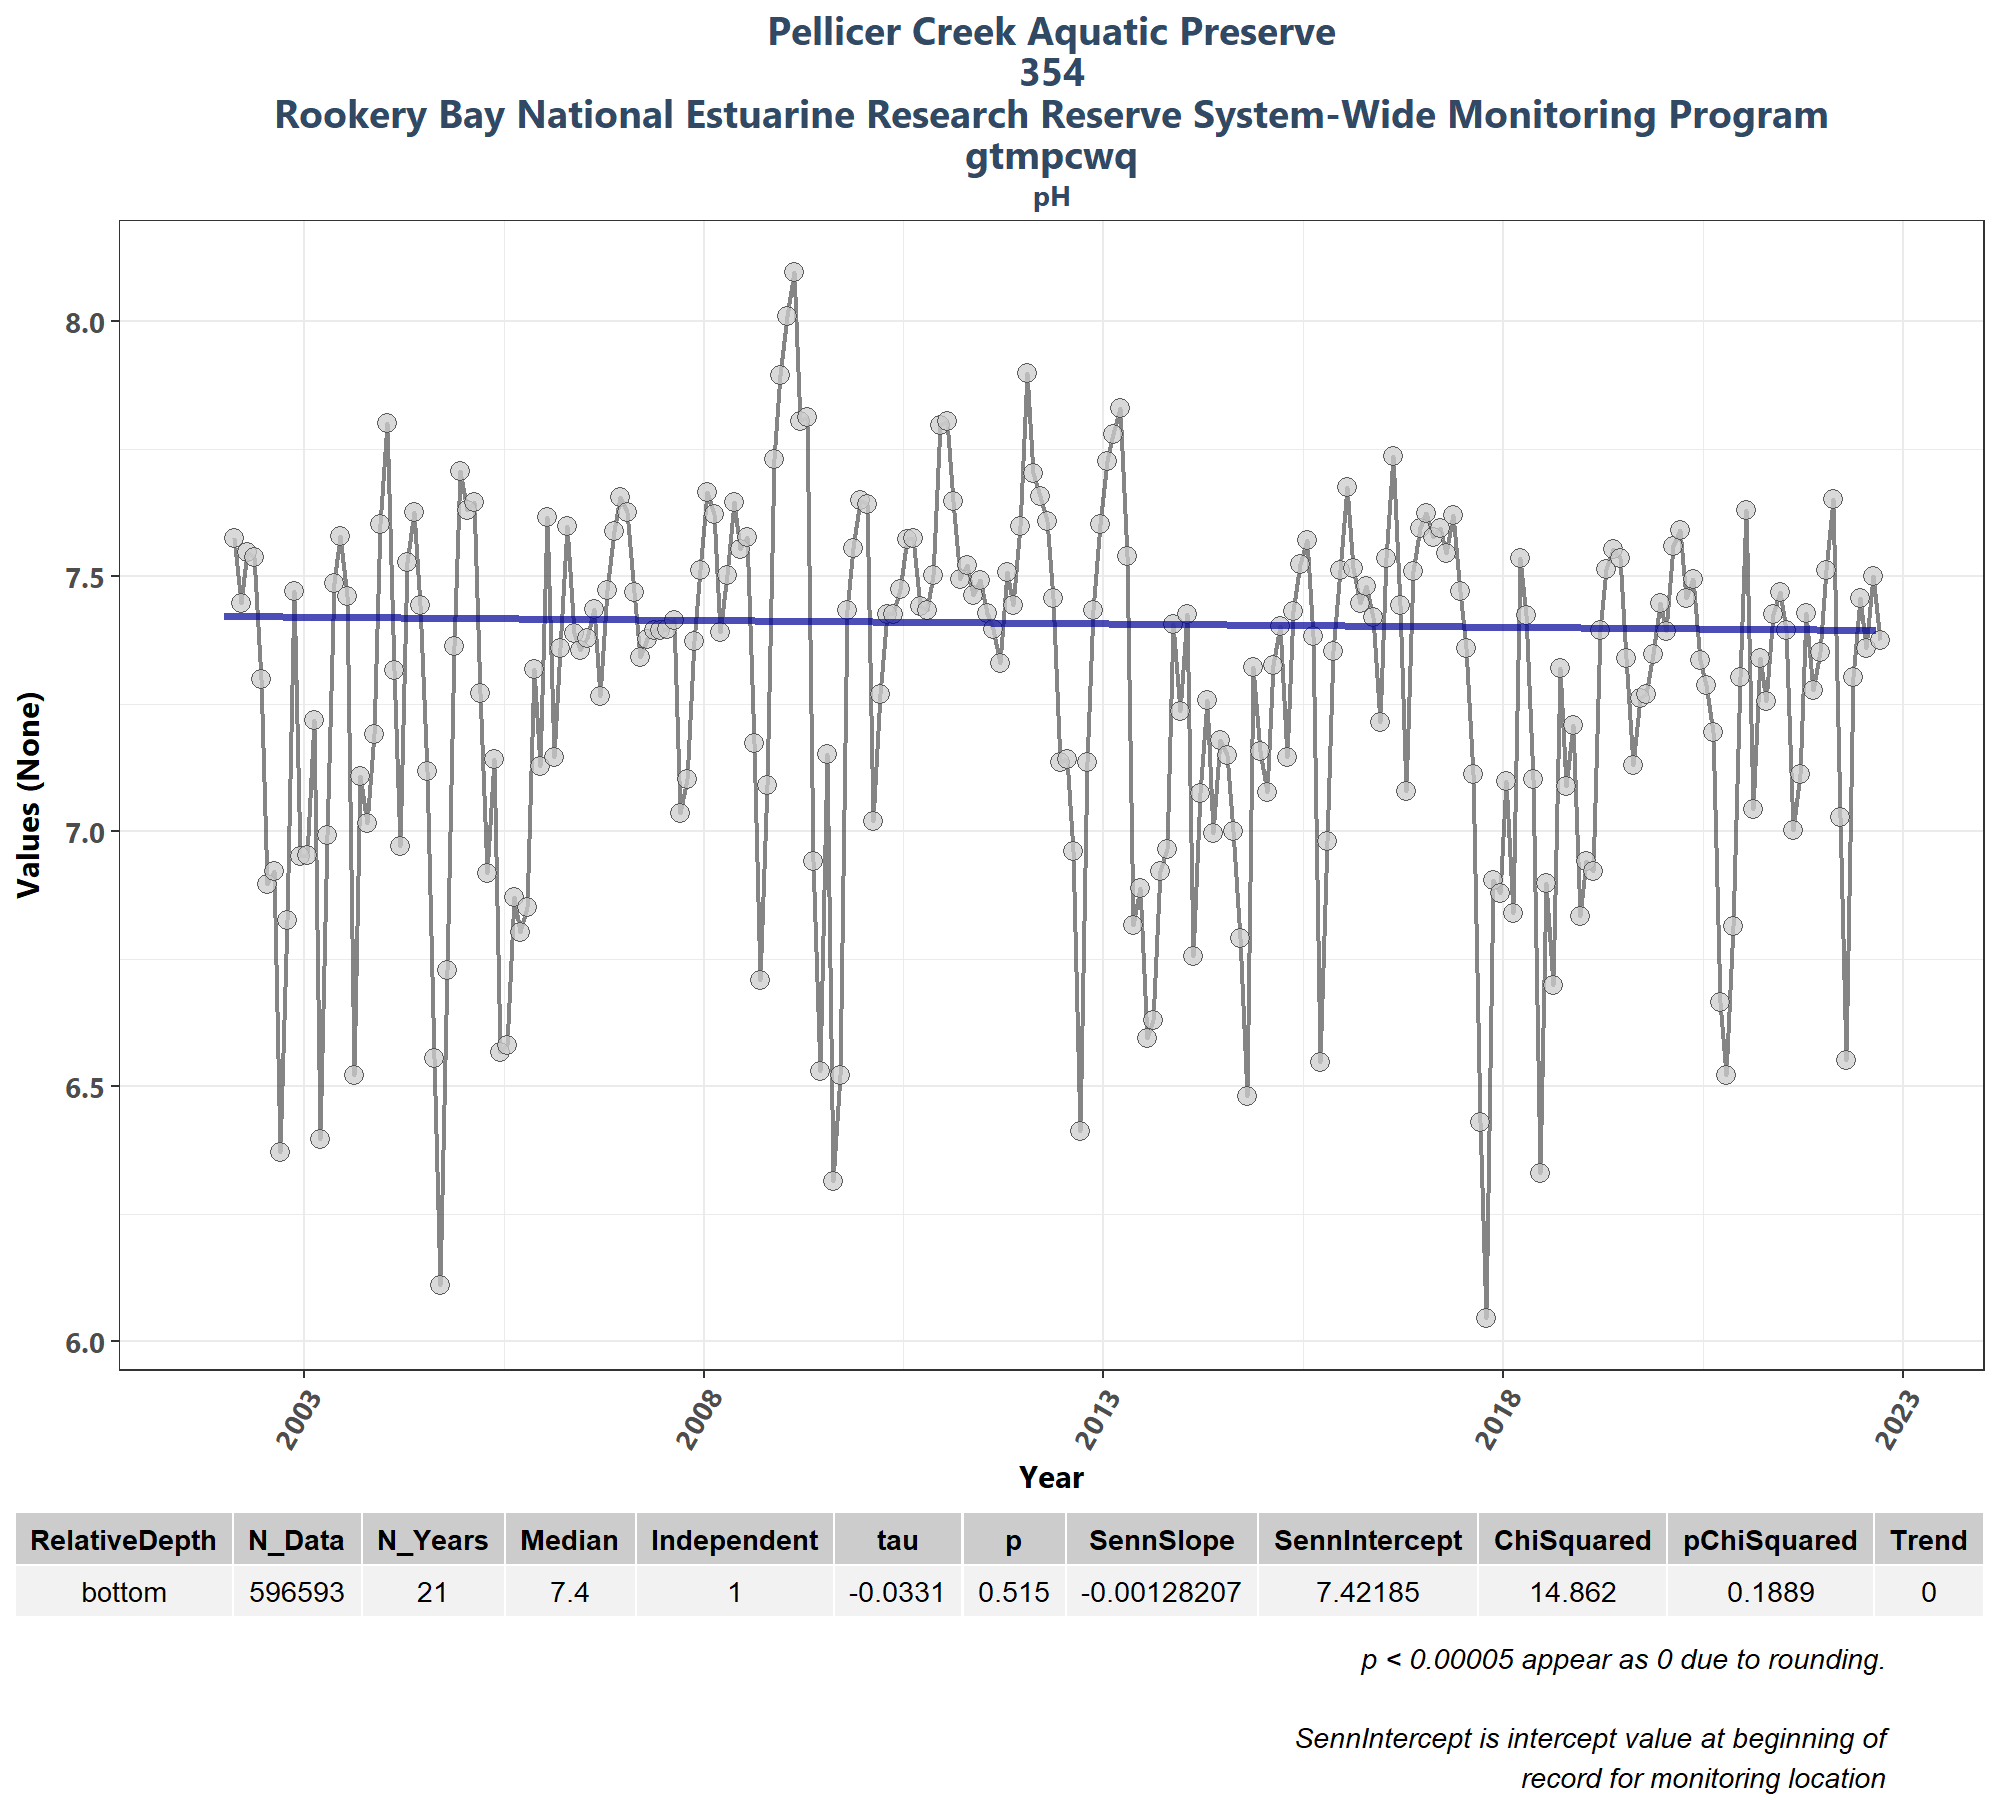 Pellicer Creek Aquatic Preserve
354
Rookery Bay National Estuarine Research Reserve System-Wide Monitoring Program
gtmpcwq
pH
Values (None)
8.0
7.5
7.0
6.5
6.0
2003 2008 2013 2018 2023
Year
RelativeDepth N_Data N_Years Median Independent tau p SennSlope SennIntercept ChiSquared pChiSquared Trend
bottom 596593 21 7.4 1 -0.0331 0.515 -0.00128207 7.42185 14.862 0.1889 0
p < 0.00005 appear as 0 due to rounding.
SennIntercept is intercept value at beginning of
record for monitoring location